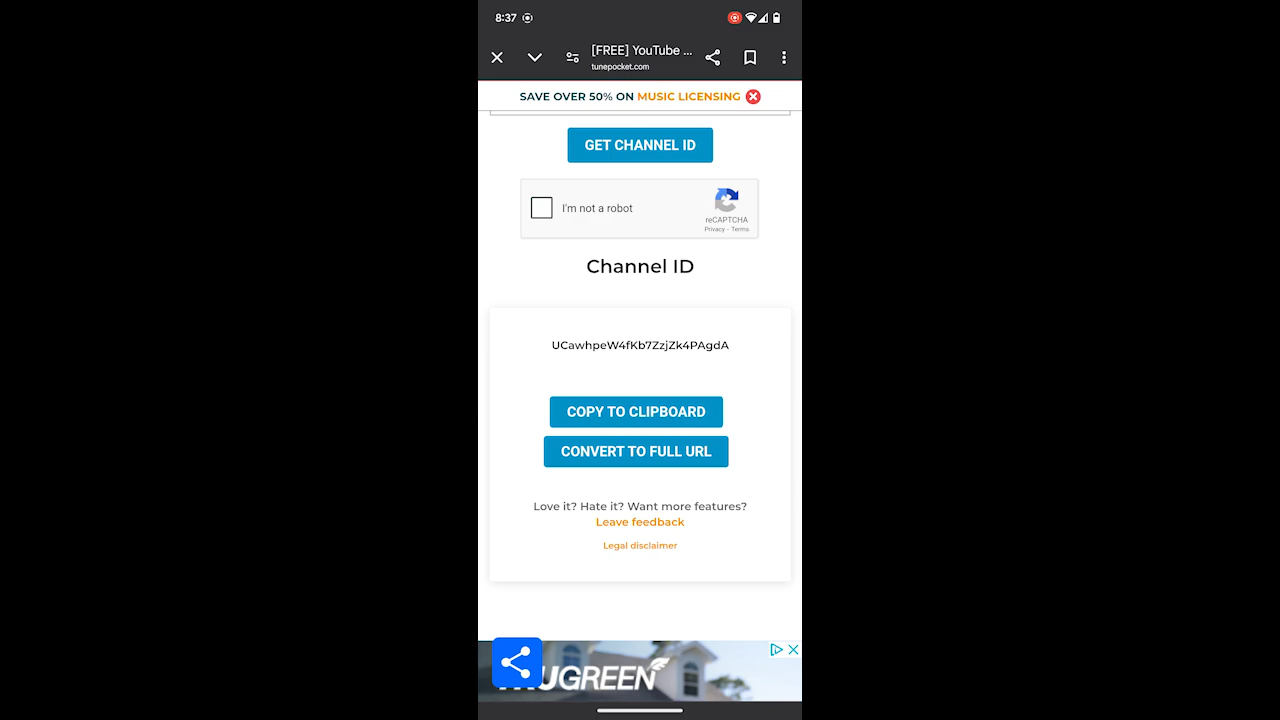 8:37
[FREE] YouTube ...
tunepocket.com
SAVE OVER 50% ON MUSIC LICENSING
GET CHANNEL ID
I'm not a robot
reCAPTCHA
Privacy - Terms
Channel ID
UCawhpeW4fKb7ZzjZk4PAgdA
COPY TO CLIPBOARD
CONVERT TO FULL URL
Love it? Hate it? Want more features?
Leave feedback
Legal disclaimer
TRUGREEN